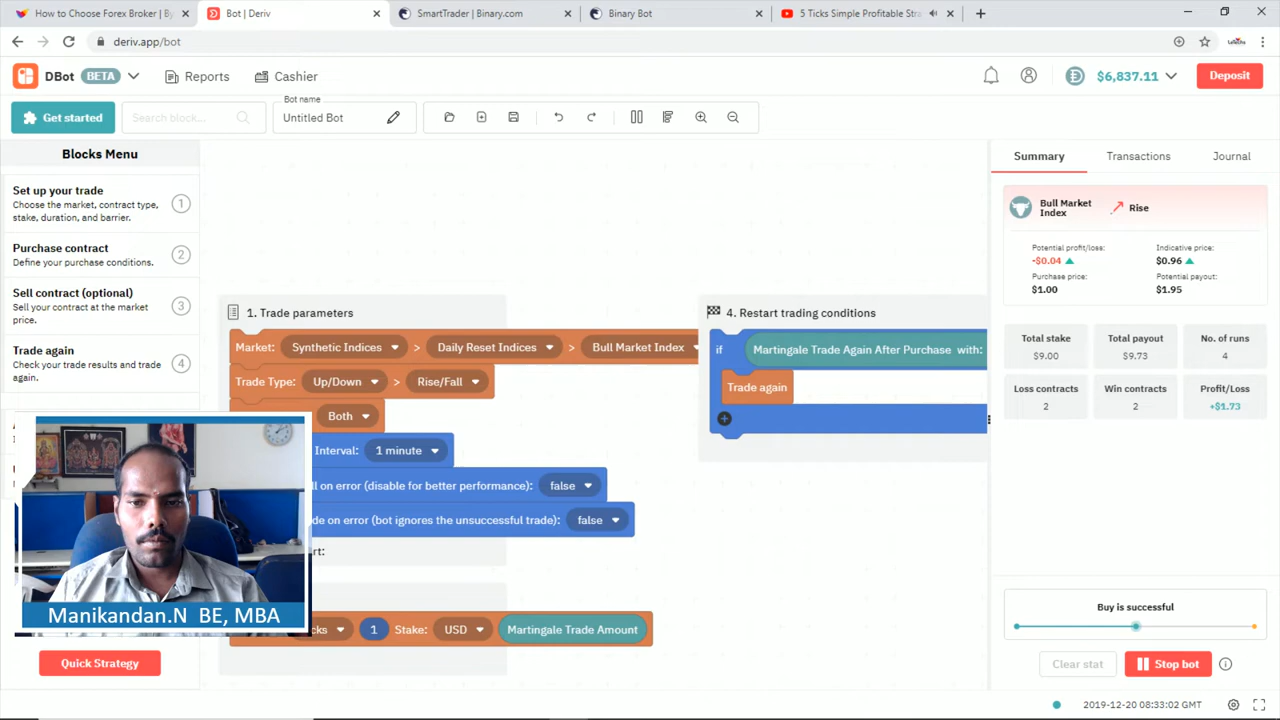 How to Choose Forex Broker | By
Bot | Deriv
SmartTrader | Binary.com
Binary Bot
5 Ticks Simple Profitable Stra
deriv.app/bot
DBot BETA
Reports
Cashier
$6,837.11
Deposit
Get started
Search block...
Bot name
Untitled Bot
Blocks Menu
Set up your trade
Choose the market, contract type,
stake, duration, and barrier.
1
Purchase contract
Define your purchase conditions.
2
Sell contract (optional)
Sell your contract at the market
price.
3
Trade again
Check your trade results and trade
again.
4
Quick Strategy
1. Trade parameters
Market: Synthetic Indices > Daily Reset Indices > Bull Market Index
Trade Type: Up/Down > Rise/Fall
Both
Interval: 1 minute
on error (disable for better performance): false
on error (bot ignores the unsuccessful trade): false
1 Stake: USD Martingale Trade Amount
4. Restart trading conditions
if Martingale Trade Again After Purchase with:
Trade again
Manikandan.N BE, MBA
Summary
Transactions
Journal
Bull Market
Index
Rise
Potential profit/loss:
-$0.04
Indicative price:
$0.96
Purchase price:
$1.00
Potential payout:
$1.95
Total stake
$9.00
Total payout
$9.73
No. of runs
4
Loss contracts
2
Win contracts
2
Profit/Loss
+$1.73
Buy is successful
Clear stat
Stop bot
2019-12-20 08:33:02 GMT